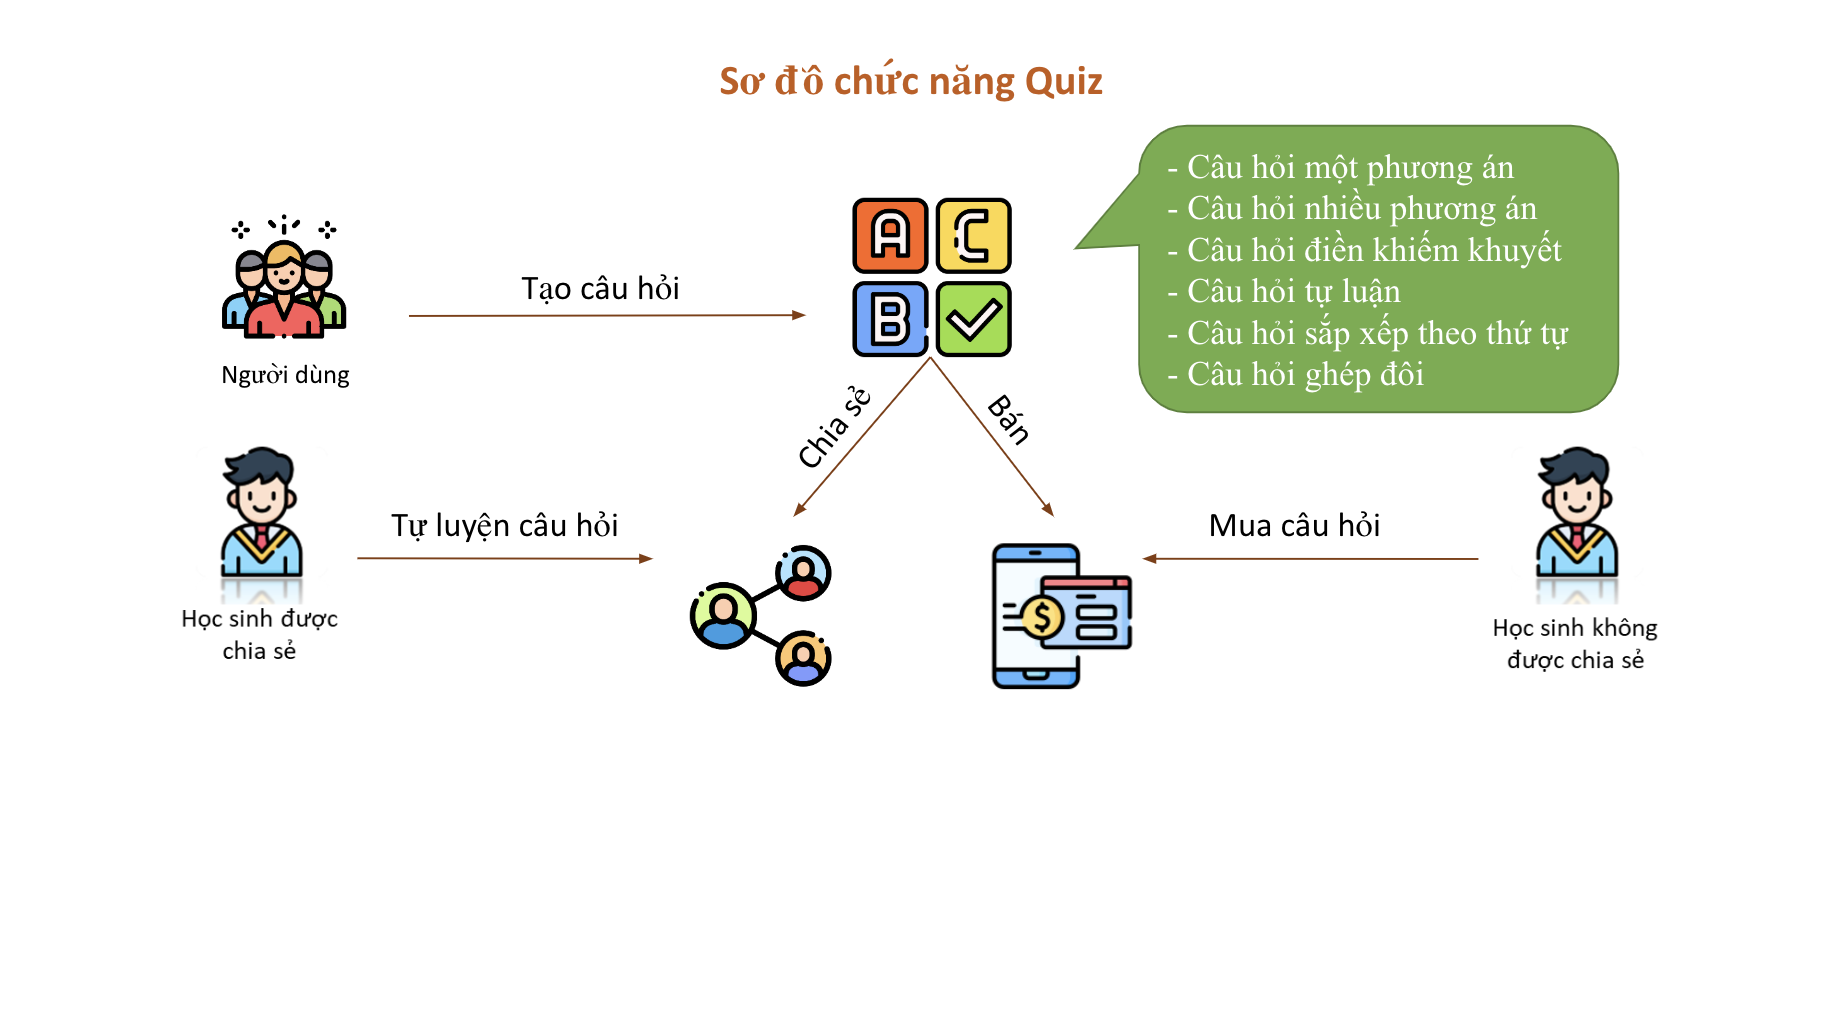 Sơ đồ chức năng Quiz
- Câu hỏi một phương án
- Câu hỏi nhiều phương án
- Câu hỏi điền khiếm khuyết
- Câu hỏi tự luận
- Câu hỏi sắp xếp theo thứ tự
- Câu hỏi ghép đôi
A
C
B
Tạo câu hỏi
Người dùng
Chia sẻ
Bán
Tự luyện câu hỏi
Mua câu hỏi
$
Học sinh được
chia sẻ
Học sinh không
được chia sẻ